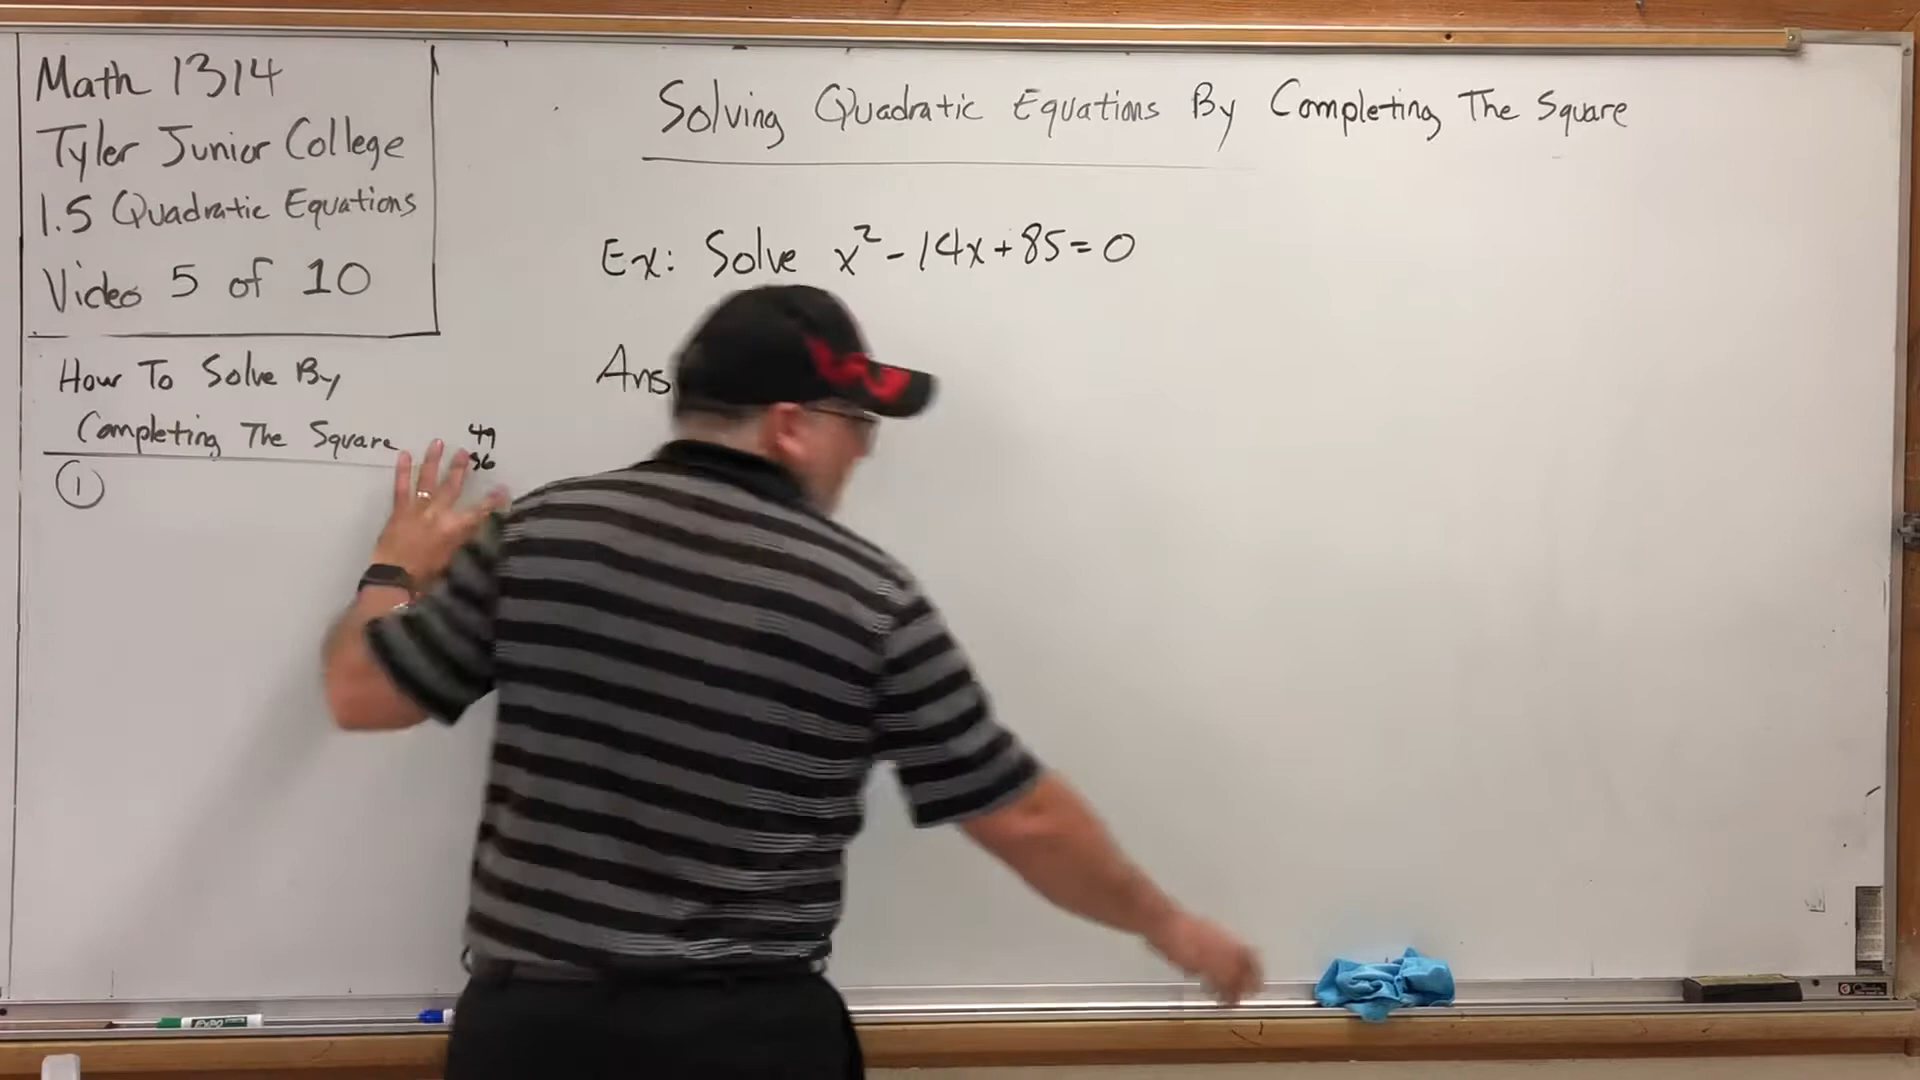 Math 1314
Tyler Junior College
1.5 Quadratic Equations
Video 5 of 10
How To Solve By
Completing The Square
1
49
36
Solving Quadratic Equations By Completing The Square
Ex: Solve x² - 14x + 85 = 0
Ans
EXPO